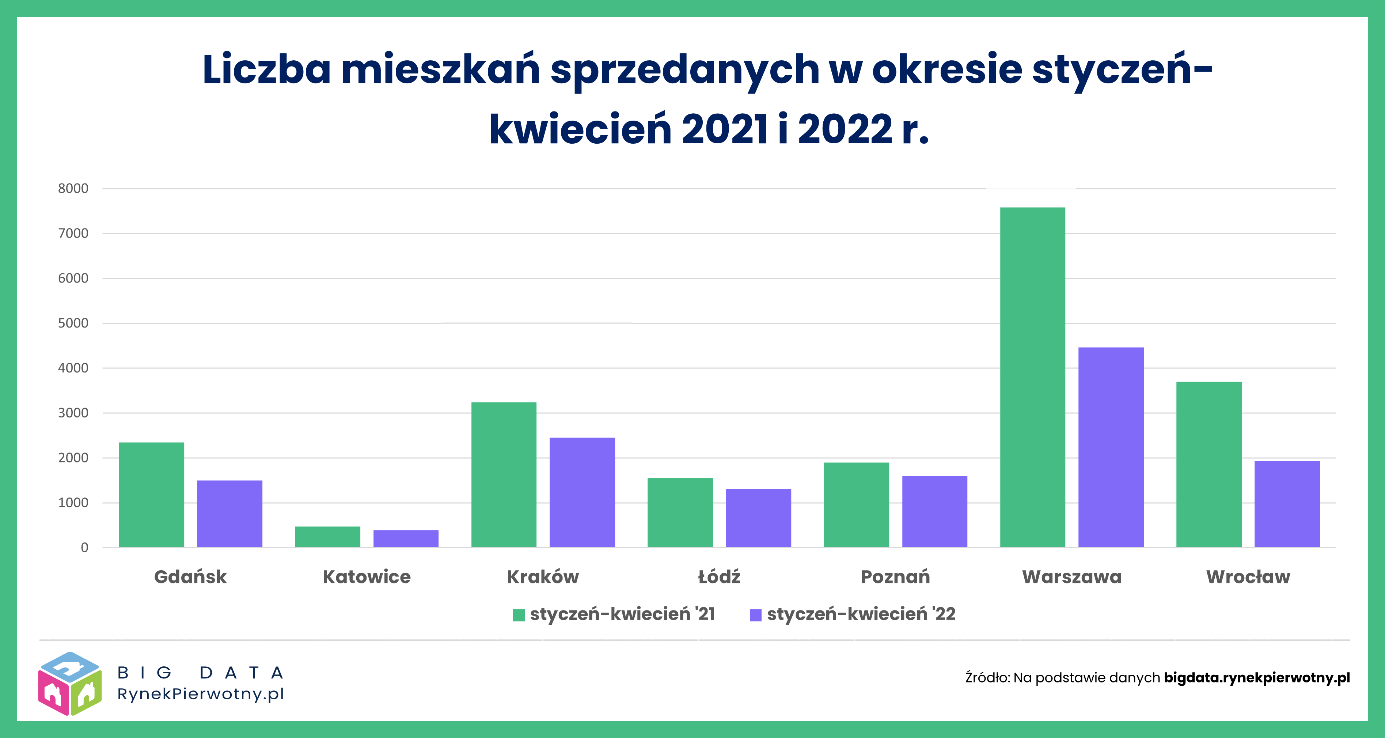 Liczba mieszkań sprzedanych w okresie styczeń-
kwiecień 2021 i 2022 r.
8000
7000
6000
5000
4000
3000
2000
1000
0
Gdańsk Katowice Kraków Łódź Poznań Warszawa Wrocław
styczeń-kwiecień '21 styczeń-kwiecień '22
BIG DATA
RynekPierwotny.pl
Źródło: Na podstawie danych bigdata.rynekpierwotny.pl